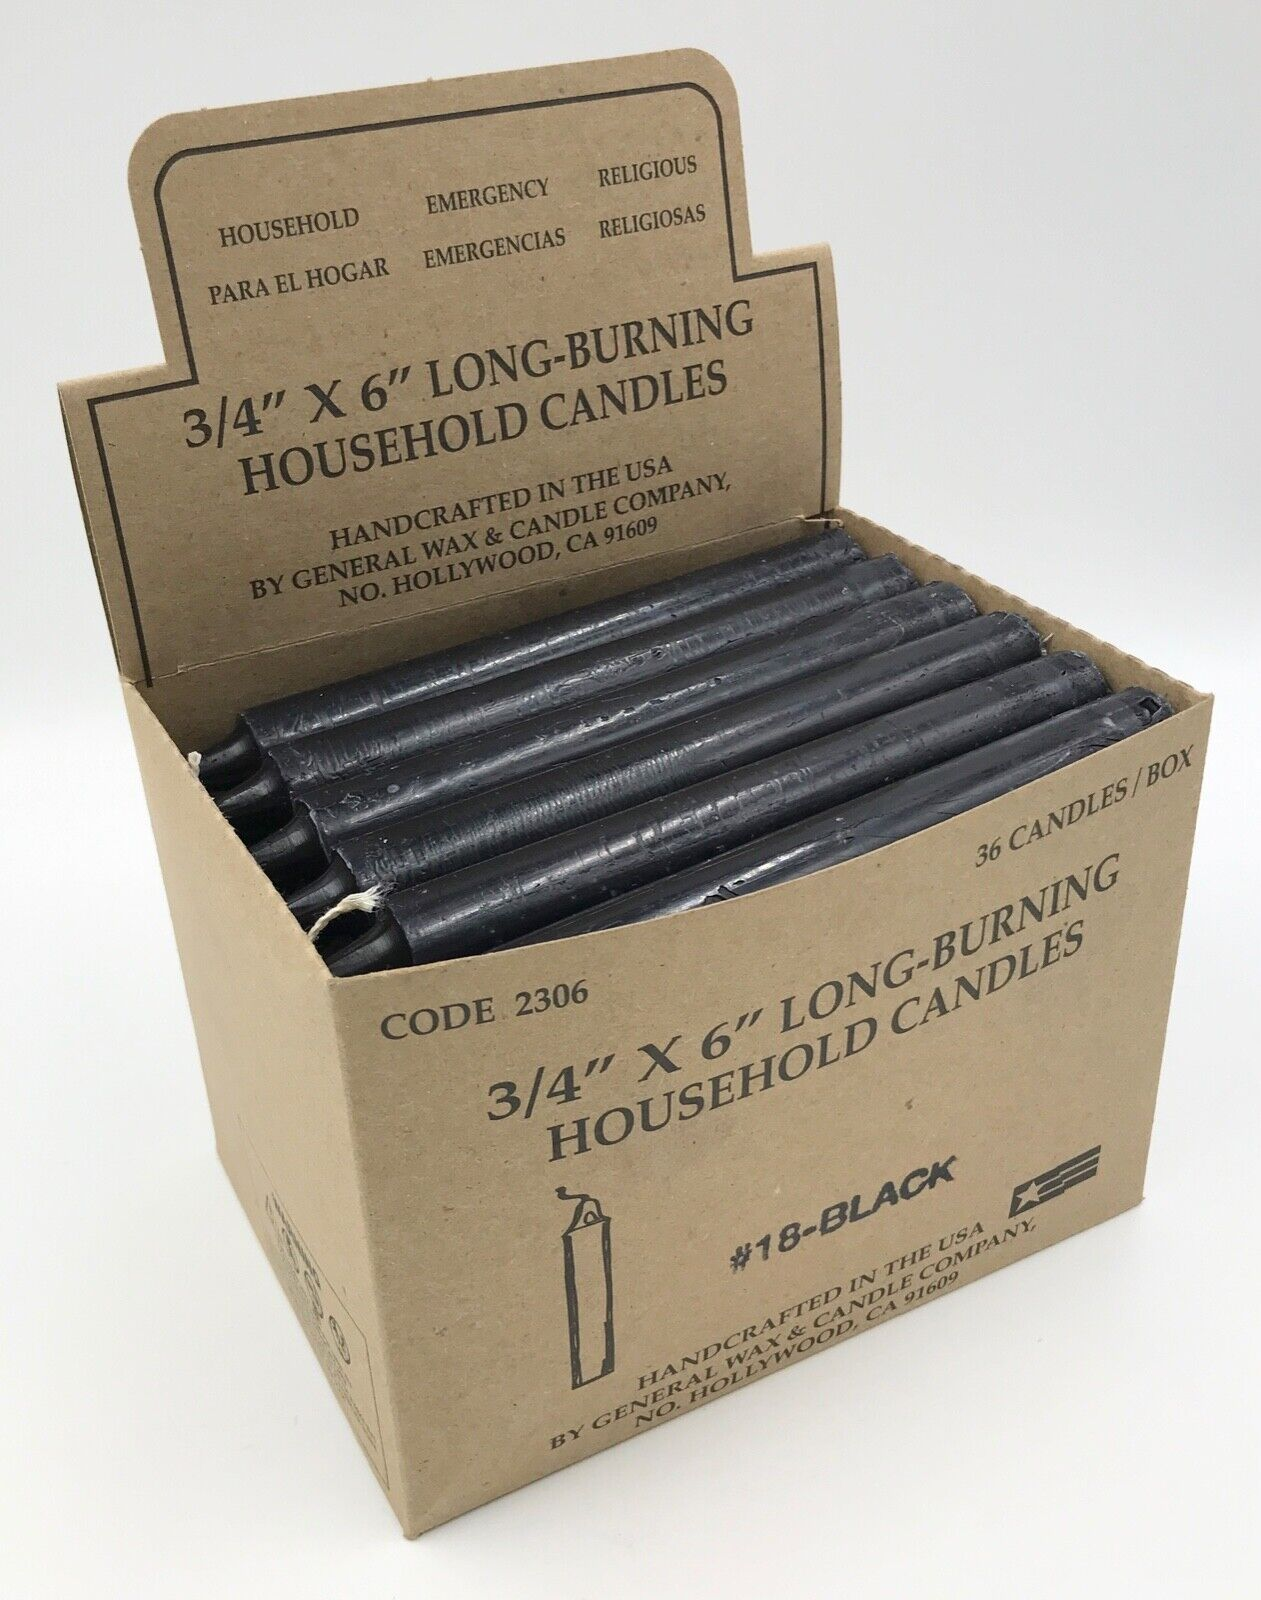 HOUSEHOLD EMERGENCY RELIGIOUS
PARA EL HOGAR EMERGENCIAS RELIGIOSAS
3/4" X 6" LONG-BURNING
HOUSEHOLD CANDLES
HANDCRAFTED IN THE USA
BY GENERAL WAX & CANDLE COMPANY,
NO. HOLLYWOOD, CA 91609
36 CANDLES / BOX
CODE 2306
3/4" X 6" LONG-BURNING
HOUSEHOLD CANDLES
#18-BLACK
HANDCRAFTED IN THE USA
BY GENERAL WAX & CANDLE COMPANY,
NO. HOLLYWOOD, CA 91609